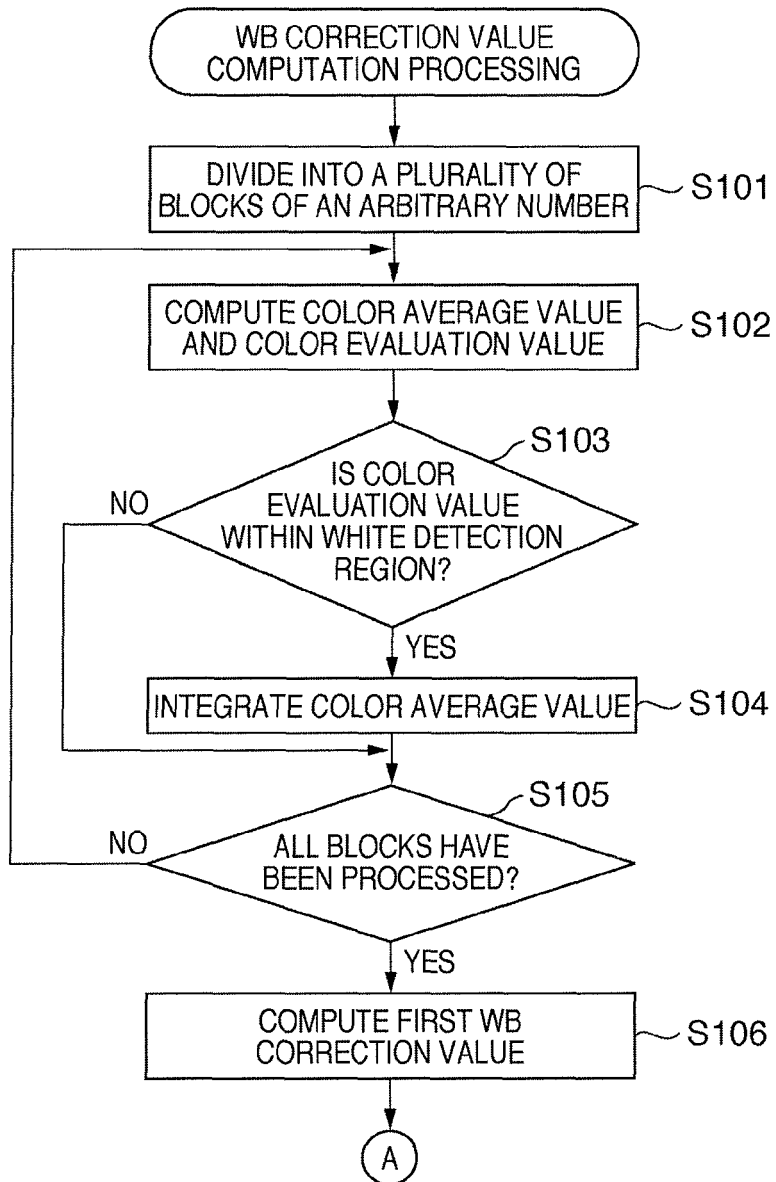 WB CORRECTION VALUE
COMPUTATION PROCESSING
DIVIDE INTO A PLURALITY OF
BLOCKS OF AN ARBITRARY NUMBER
S101
COMPUTE COLOR AVERAGE VALUE
AND COLOR EVALUATION VALUE
S102
S103
IS COLOR
EVALUATION VALUE
WITHIN WHITE DETECTION
REGION?
NO
YES
INTEGRATE COLOR AVERAGE VALUE
S104
S105
ALL BLOCKS HAVE
BEEN PROCESSED?
NO
YES
COMPUTE FIRST WB
CORRECTION VALUE
S106
A